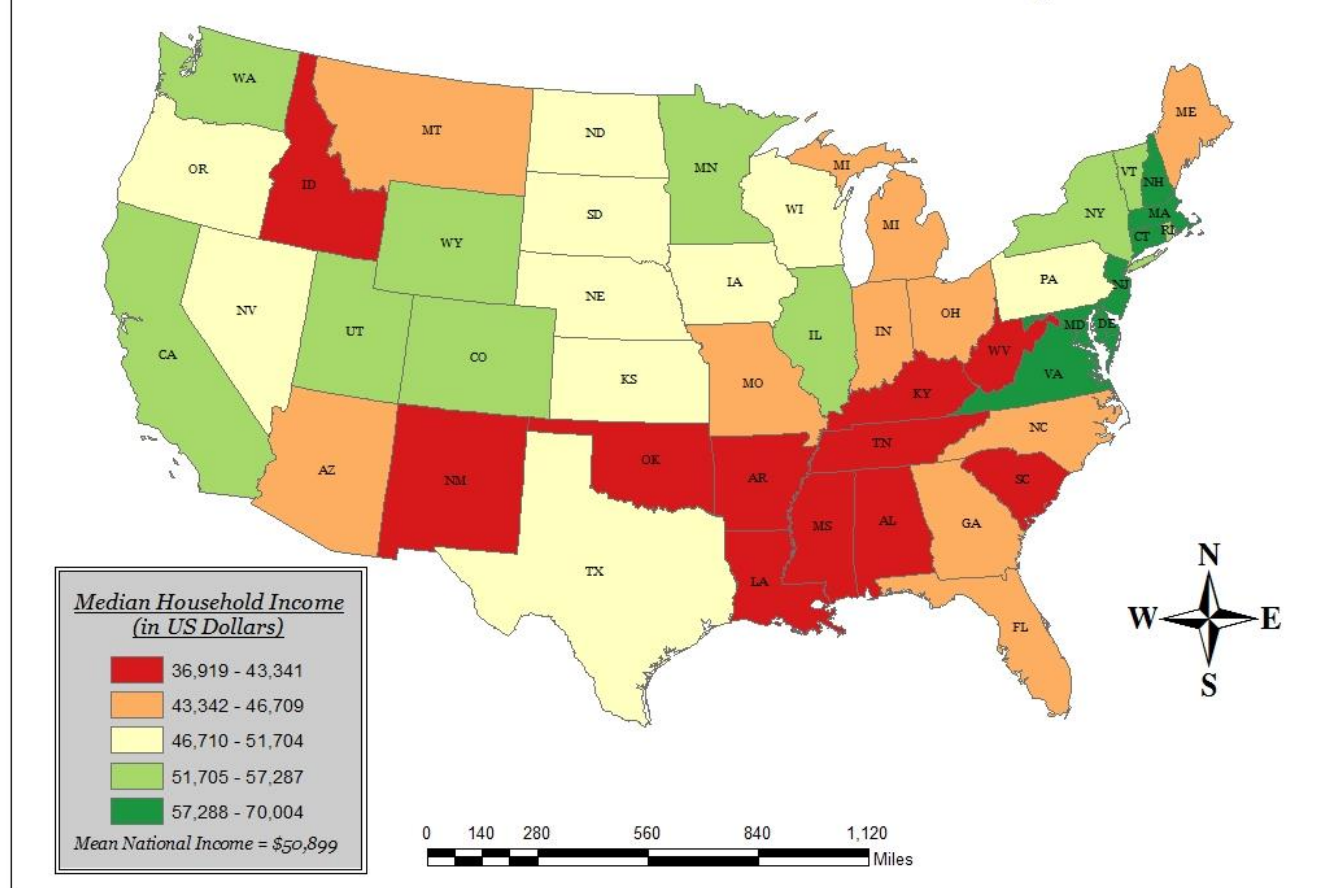 WA
MT
ND
MN
ME
OR
ID
SD
WI
MI
MI
VT
NH
NY
MA
CT
RI
WY
NE
IA
PA
NJ
NV
UT
CO
KS
MO
IL
IN
OH
WV
MD
DE
VA
CA
AZ
NM
OK
AR
KY
TN
NC
SC
TX
LA
MS
AL
GA
FL
Median Household Income
(in US Dollars)
36,919 - 43,341
43,342 - 46,709
46,710 - 51,704
51,705 - 57,287
57,288 - 70,004
Mean National Income = $50,899
N
W E
S
0 140 280 560 840 1,120
Miles